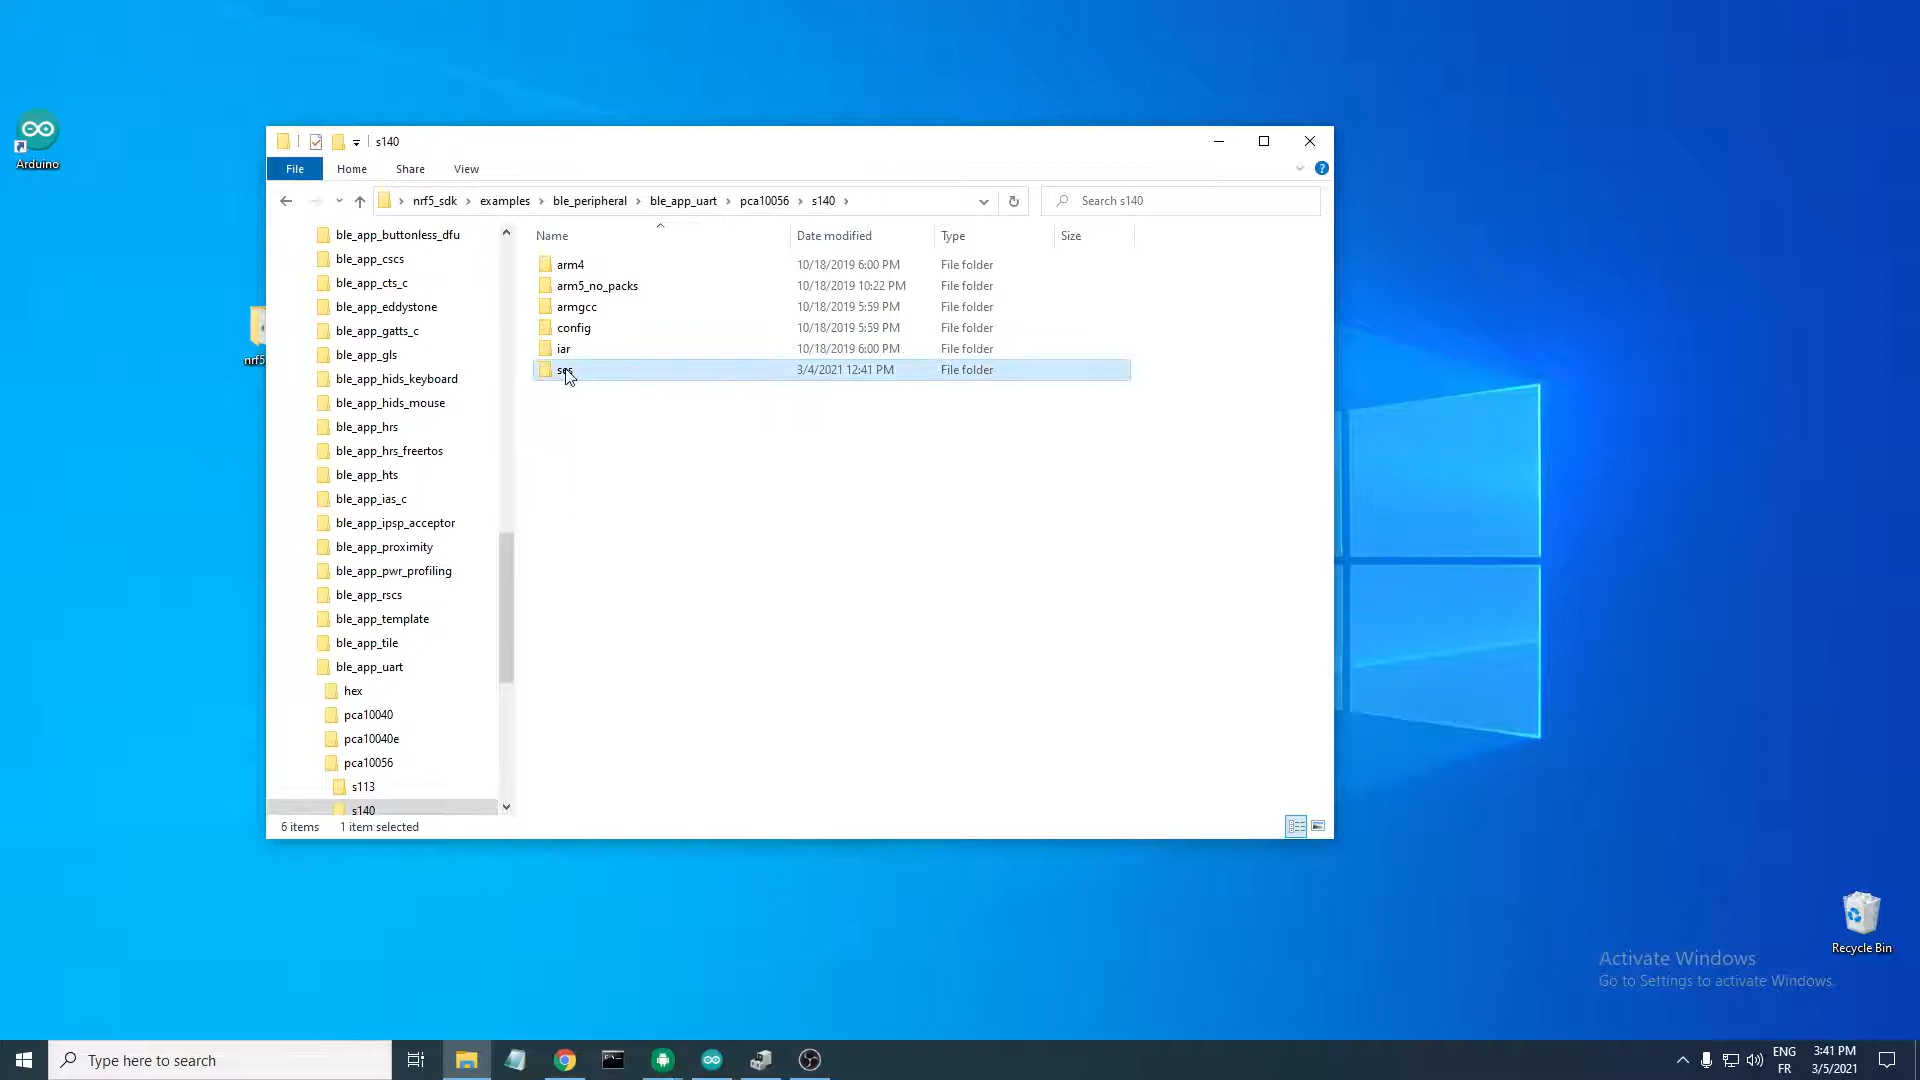 Arduino
nrf5
s140
File Home Share View
nrf5_sdk examples ble_peripheral ble_app_uart pca10056 s140
Search s140
ble_app_buttonless_dfu
ble_app_cscs
ble_app_cts_c
ble_app_eddystone
ble_app_gatts_c
ble_app_gls
ble_app_hids_keyboard
ble_app_hids_mouse
ble_app_hrs
ble_app_hrs_freertos
ble_app_hts
ble_app_ias_c
ble_app_ipsp_acceptor
ble_app_proximity
ble_app_pwr_profiling
ble_app_rscs
ble_app_template
ble_app_tile
ble_app_uart
hex
pca10040
pca10040e
pca10056
s113
s140
Name Date modified Type Size
arm4 10/18/2019 6:00 PM File folder
arm5_no_packs 10/18/2019 10:22 PM File folder
armgcc 10/18/2019 5:59 PM File folder
config 10/18/2019 5:59 PM File folder
iar 10/18/2019 6:00 PM File folder
ses 3/4/2021 12:41 PM File folder
6 items 1 item selected
Recycle Bin
Activate Windows
Go to Settings to activate Windows.
Type here to search
ENG
FR
3:41 PM
3/5/2021